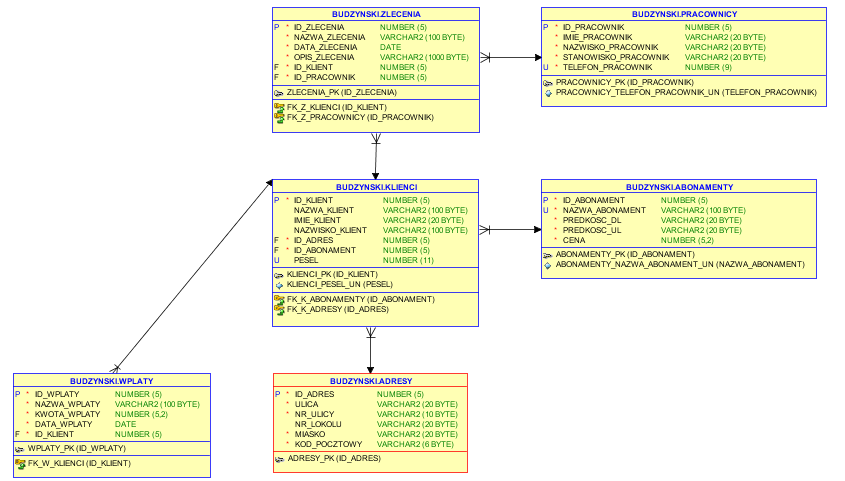 BUDZYNSKI.ZLECENIA
P * ID_ZLECENIA NUMBER (5)
* NAZWA_ZLECENIA VARCHAR2 (100 BYTE)
* DATA_ZLECENIA DATE
* OPIS_ZLECENIA VARCHAR2 (1000 BYTE)
F * ID_KLIENT NUMBER (5)
F * ID_PRACOWNIK NUMBER (5)
ZLECENIA_PK (ID_ZLECENIA)
FK_Z_KLIENCI (ID_KLIENT)
FK_Z_PRACOWNICY (ID_PRACOWNIK)
BUDZYNSKI.PRACOWNICY
P * ID_PRACOWNIK NUMBER (5)
* IMIE_PRACOWNIK VARCHAR2 (20 BYTE)
* NAZWISKO_PRACOWNIK VARCHAR2 (20 BYTE)
* STANOWISKO_PRACOWNIK VARCHAR2 (20 BYTE)
U * TELEFON_PRACOWNIK NUMBER (9)
PRACOWNICY_PK (ID_PRACOWNIK)
PRACOWNICY_TELEFON_PRACOWNIK_UN (TELEFON_PRACOWNIK)
BUDZYNSKI.KLIENCI
P * ID_KLIENT NUMBER (5)
NAZWA_KLIENT VARCHAR2 (100 BYTE)
IMIE_KLIENT VARCHAR2 (20 BYTE)
NAZWISKO_KLIENT VARCHAR2 (100 BYTE)
F * ID_ADRES NUMBER (5)
F * ID_ABONAMENT NUMBER (5)
U PESEL NUMBER (11)
KLIENCI_PK (ID_KLIENT)
KLIENCI_PESEL_UN (PESEL)
FK_K_ABONAMENTY (ID_ABONAMENT)
FK_K_ADRESY (ID_ADRES)
BUDZYNSKI.ABONAMENTY
P * ID_ABONAMENT NUMBER (5)
U * NAZWA_ABONAMENT VARCHAR2 (100 BYTE)
* PREDKOSC_DL VARCHAR2 (20 BYTE)
* PREDKOSC_UL VARCHAR2 (20 BYTE)
* CENA NUMBER (5,2)
ABONAMENTY_PK (ID_ABONAMENT)
ABONAMENTY_NAZWA_ABONAMENT_UN (NAZWA_ABONAMENT)
BUDZYNSKI.WPLATY
P * ID_WPLATY NUMBER (5)
* NAZWA_WPLATY VARCHAR2 (100 BYTE)
* KWOTA_WPLATY NUMBER (5,2)
* DATA_WPLATY DATE
F * ID_KLIENT NUMBER (5)
WPLATY_PK (ID_WPLATY)
FK_W_KLIENCI (ID_KLIENT)
BUDZYNSKI.ADRESY
P * ID_ADRES NUMBER (5)
* ULICA VARCHAR2 (20 BYTE)
* NR_ULICY VARCHAR2 (10 BYTE)
NR_LOKOLU VARCHAR2 (20 BYTE)
* MIASKO VARCHAR2 (20 BYTE)
* KOD_POCZTOWY VARCHAR2 (6 BYTE)
ADRESY_PK (ID_ADRES)